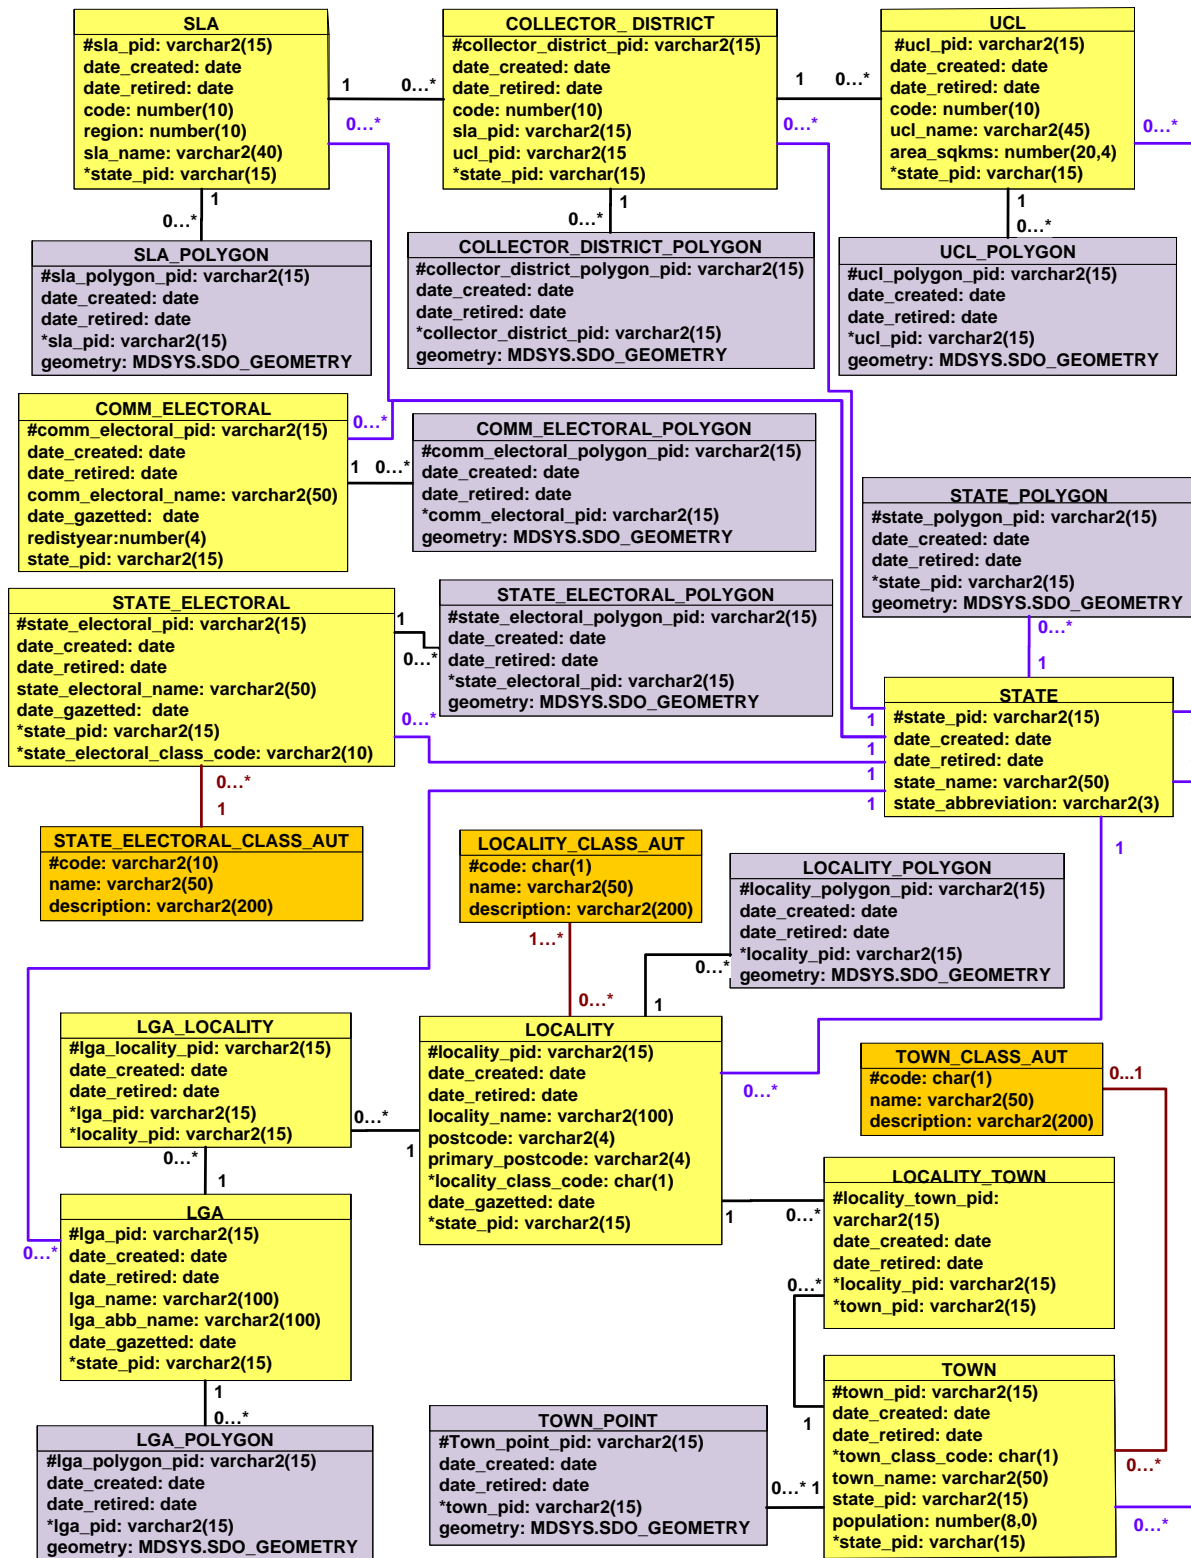 SLA
#sla_pid: varchar2(15)
date_created: date
date_retired: date
code: number(10)
region: number(10)
sla_name: varchar2(40)
*state_pid: varchar(15)
1
0...*
0...*
COLLECTOR_ DISTRICT
#collector_district_pid: varchar2(15)
date_created: date
date_retired: date
code: number(10)
sla_pid: varchar2(15)
ucl_pid: varchar2(15
*state_pid: varchar(15)
1
0...*
0...*
UCL
#ucl_pid: varchar2(15)
date_created: date
date_retired: date
code: number(10)
ucl_name: varchar2(45)
area_sqkms: number(20,4)
*state_pid: varchar(15)
0...*
1
0...*
1
0...*
1
0...*
SLA_POLYGON
#sla_polygon_pid: varchar2(15)
date_created: date
date_retired: date
*sla_pid: varchar2(15)
geometry: MDSYS.SDO_GEOMETRY
COLLECTOR_DISTRICT_POLYGON
#collector_district_polygon_pid: varchar2(15)
date_created: date
date_retired: date
*collector_district_pid: varchar2(15)
geometry: MDSYS.SDO_GEOMETRY
UCL_POLYGON
#ucl_polygon_pid: varchar2(15)
date_created: date
date_retired: date
*ucl_pid: varchar2(15)
geometry: MDSYS.SDO_GEOMETRY
COMM_ELECTORAL
#comm_electoral_pid: varchar2(15)
date_created: date
date_retired: date
comm_electoral_name: varchar2(50)
date_gazetted:  date
redistyear:number(4)
state_pid: varchar2(15)
0...*
1
0...*
COMM_ELECTORAL_POLYGON
#comm_electoral_polygon_pid: varchar2(15)
date_created: date
date_retired: date
*comm_electoral_pid: varchar2(15)
geometry: MDSYS.SDO_GEOMETRY
STATE_POLYGON
#state_polygon_pid: varchar2(15)
date_created: date
date_retired: date
*state_pid: varchar2(15)
geometry: MDSYS.SDO_GEOMETRY
0...*
1
STATE_ELECTORAL
#state_electoral_pid: varchar2(15)
date_created: date
date_retired: date
state_electoral_name: varchar2(50)
date_gazetted:  date
*state_pid: varchar2(15)
*state_electoral_class_code: varchar2(10)
1
0...*
0...*
STATE_ELECTORAL_POLYGON
#state_electoral_polygon_pid: varchar2(15)
date_created: date
date_retired: date
*state_electoral_pid: varchar2(15)
geometry: MDSYS.SDO_GEOMETRY
STATE
#state_pid: varchar2(15)
date_created: date
date_retired: date
state_name: varchar2(50)
state_abbreviation: varchar2(3)
1
1
1
1
1
0...*
1
STATE_ELECTORAL_CLASS_AUT
#code: varchar2(10)
name: varchar2(50)
description: varchar2(200)
LOCALITY_CLASS_AUT
#code: char(1)
name: varchar2(50)
description: varchar2(200)
1...*
0...*
LOCALITY_POLYGON
#locality_polygon_pid: varchar2(15)
date_created: date
date_retired: date
*locality_pid: varchar2(15)
geometry: MDSYS.SDO_GEOMETRY
0...*
1
LGA_LOCALITY
#lga_locality_pid: varchar2(15)
date_created: date
date_retired: date
*lga_pid: varchar2(15)
*locality_pid: varchar2(15)
0...*
1
LOCALITY
#locality_pid: varchar2(15)
date_created: date
date_retired: date
locality_name: varchar2(100)
postcode: varchar2(4)
primary_postcode: varchar2(4)
*locality_class_code: char(1)
date_gazetted: date
*state_pid: varchar2(15)
0...*
TOWN_CLASS_AUT
#code: char(1)
name: varchar2(50)
description: varchar2(200)
0...1
0...*
1
LGA
#lga_pid: varchar2(15)
date_created: date
date_retired: date
lga_name: varchar2(100)
lga_abb_name: varchar2(100)
date_gazetted: date
*state_pid: varchar2(15)
0...*
1
0...*
LOCALITY_TOWN
#locality_town_pid:
varchar2(15)
date_created: date
date_retired: date
*locality_pid: varchar2(15)
*town_pid: varchar2(15)
0...*
1
1
0...*
LGA_POLYGON
#lga_polygon_pid: varchar2(15)
date_created: date
date_retired: date
*lga_pid: varchar2(15)
geometry: MDSYS.SDO_GEOMETRY
TOWN_POINT
#Town_point_pid: varchar2(15)
date_created: date
date_retired: date
*town_pid: varchar2(15)
geometry: MDSYS.SDO_GEOMETRY
0...*
1
TOWN
#town_pid: varchar2(15)
date_created: date
date_retired: date
*town_class_code: char(1)
town_name: varchar2(50)
state_pid: varchar2(15)
population: number(8,0)
*state_pid: varchar(15)
0...*
0...*